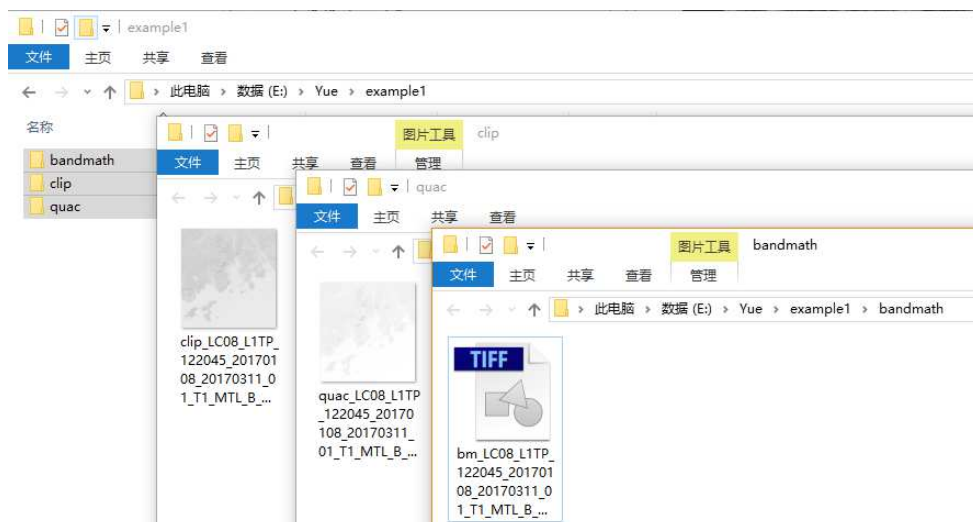 example1
文件 主页 共享 查看
此电脑 > 数据 (E:) > Yue > example1
名称
bandmath
clip
quac
图片工具 clip
文件 主页 共享 查看 管理
clip_LC08_L1TP_
122045_201701
08_20170311_0
1_T1_MTL_B_...
quac
文件 主页 共享 查看
quac_LC08_L1TP
_122045_20170
108_20170311_
01_T1_MTL_B_...
图片工具 bandmath
文件 主页 共享 查看 管理
此电脑 > 数据 (E:) > Yue > example1 > bandmath
TIFF
bm_LC08_L1TP_
122045_201701
08_20170311_0
1_T1_MTL_B_...